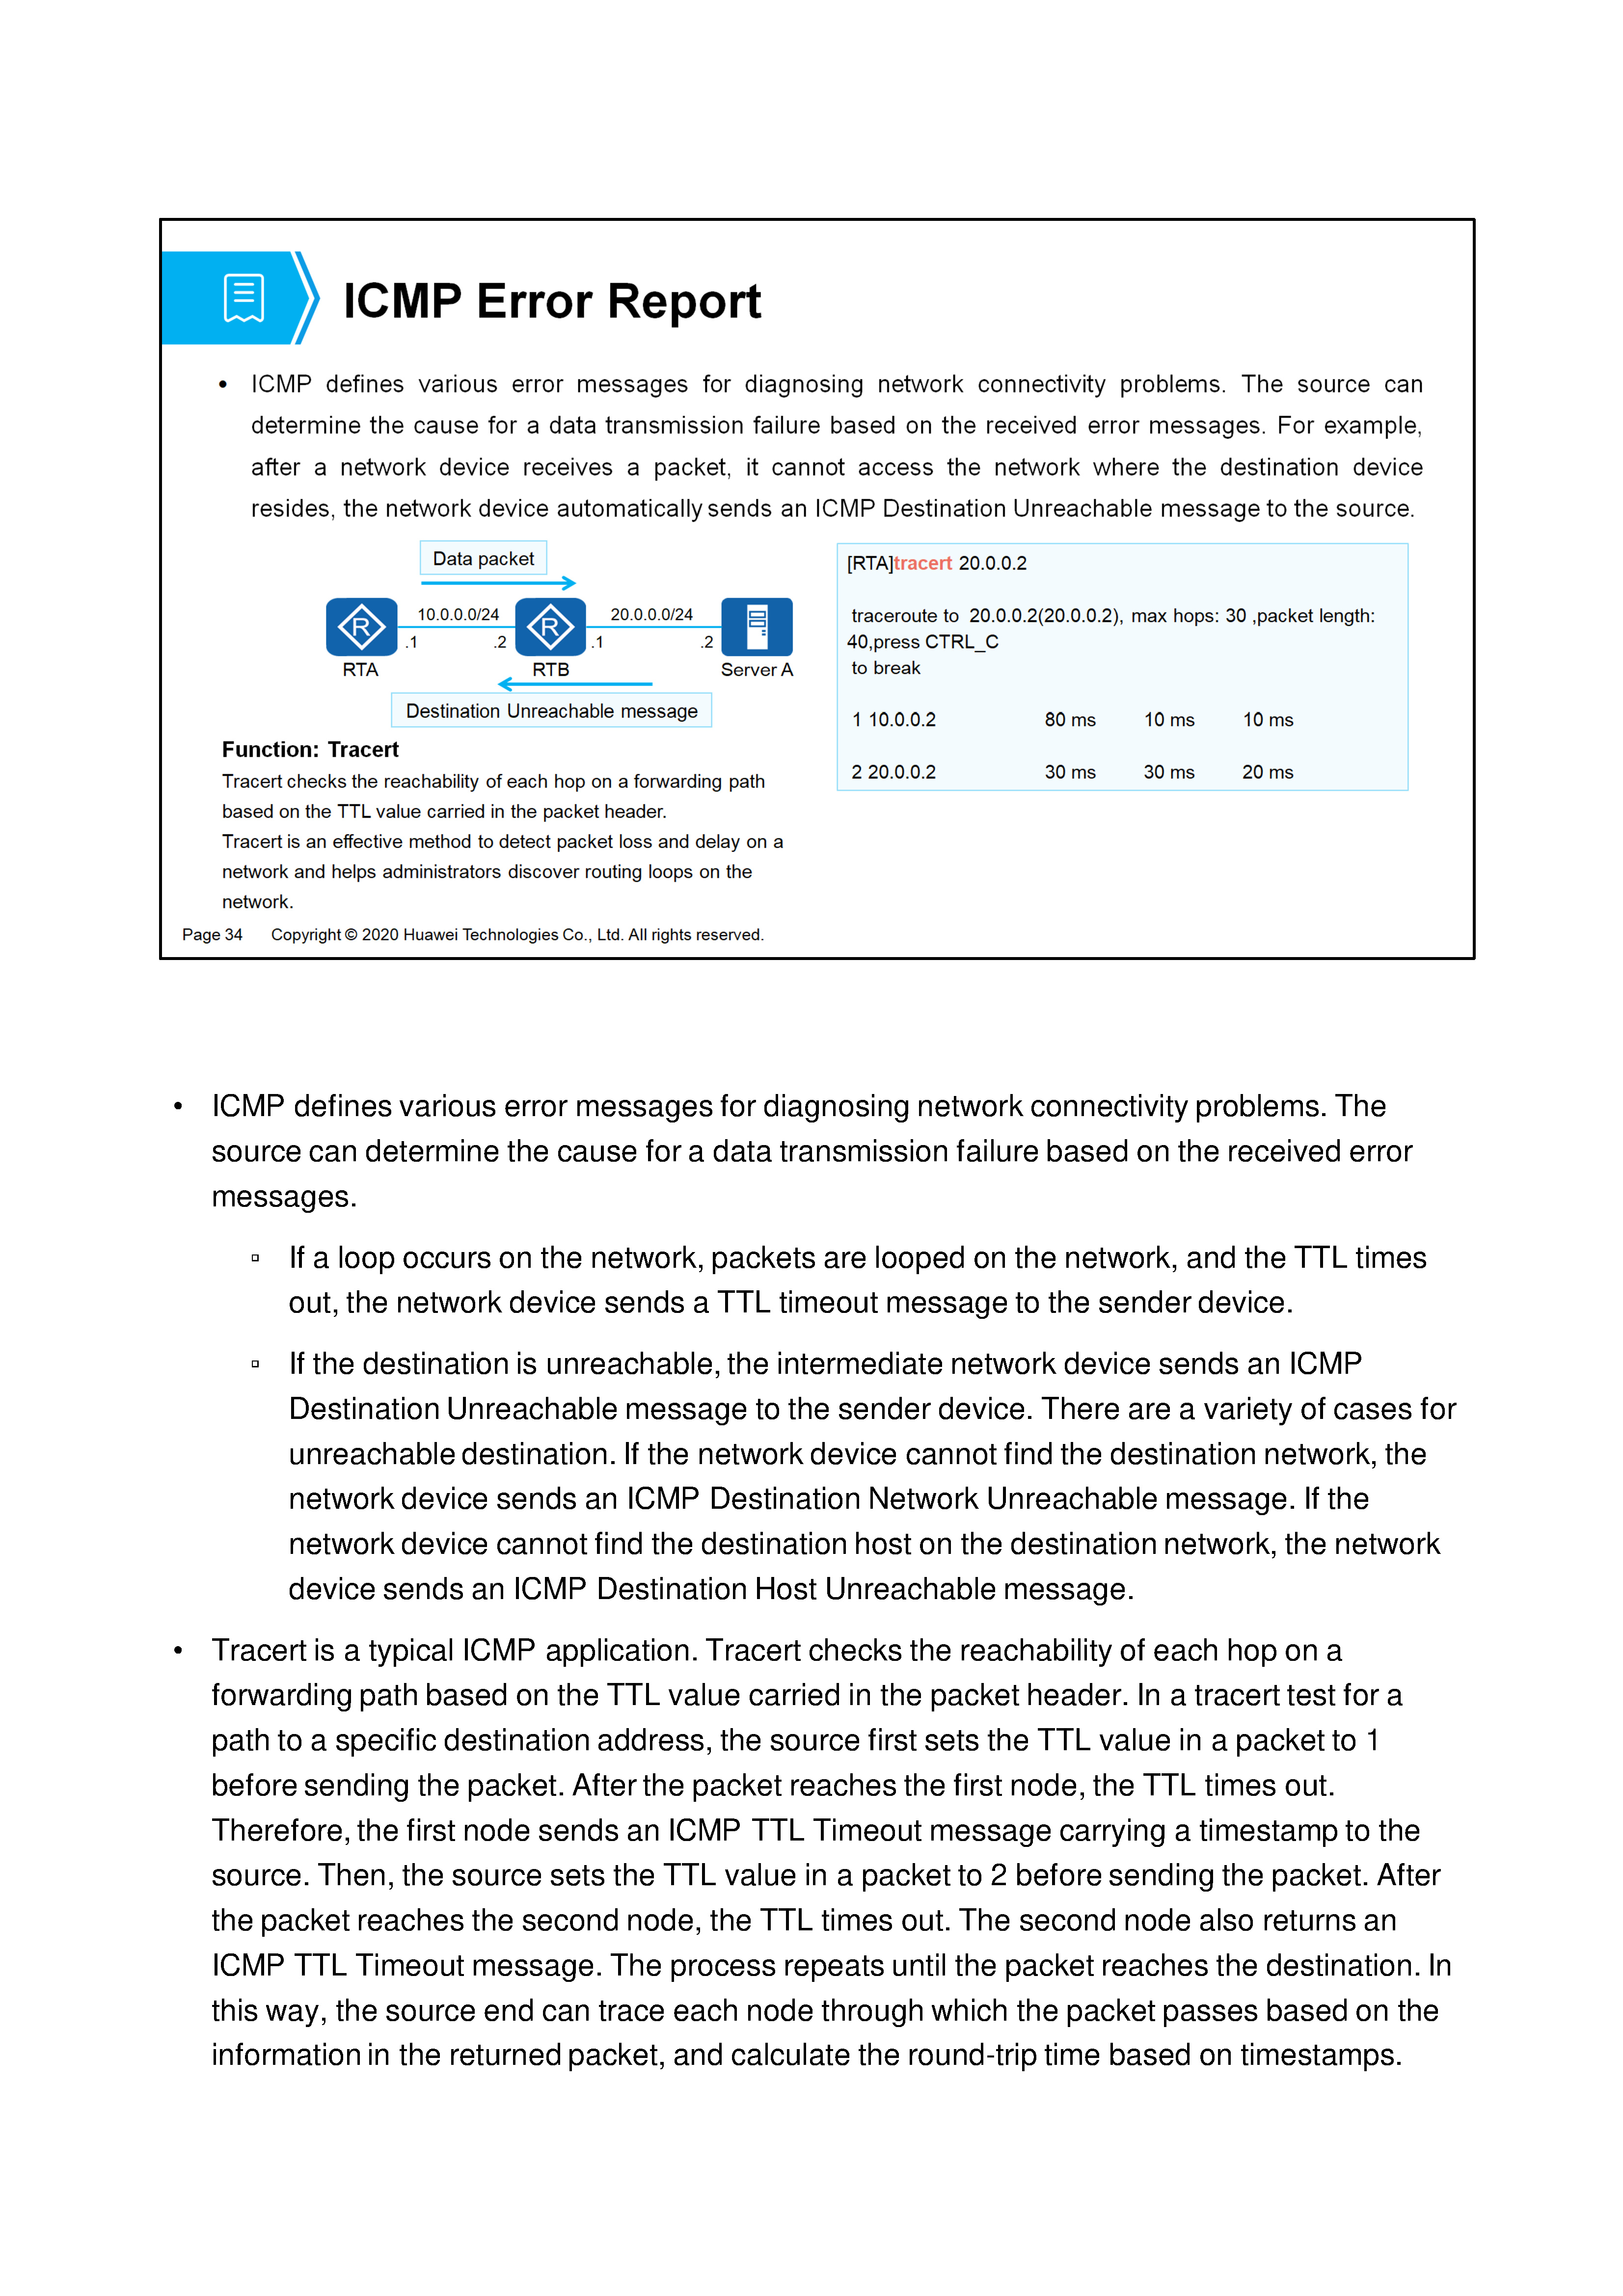 ICMP Error Report
• ICMP defines various error messages for diagnosing network connectivity problems. The source can
determine the cause for a data transmission failure based on the received error messages. For example,
after a network device receives a packet, it cannot access the network where the destination device
resides, the network device automatically sends an ICMP Destination Unreachable message to the source.
Data packet
10.0.0.0/24
20.0.0.0/24
R
R
.1
.2
.1
.2
RTA
RTB
Server A
Destination Unreachable message
Function: Tracert
Tracert checks the reachability of each hop on a forwarding path
based on the TTL value carried in the packet header.
Tracert is an effective method to detect packet loss and delay on a
network and helps administrators discover routing loops on the
network.
[RTA]tracert 20.0.0.2
traceroute to 20.0.0.2(20.0.0.2), max hops: 30 ,packet length:
40,press CTRL_C
to break
1 10.0.0.2 80 ms 10 ms 10 ms
2 20.0.0.2 30 ms 30 ms 20 ms
Page 34 Copyright © 2020 Huawei Technologies Co., Ltd. All rights reserved.
• ICMP defines various error messages for diagnosing network connectivity problems. The
source can determine the cause for a data transmission failure based on the received error
messages.
▫ If a loop occurs on the network, packets are looped on the network, and the TTL times
out, the network device sends a TTL timeout message to the sender device.
▫ If the destination is unreachable, the intermediate network device sends an ICMP
Destination Unreachable message to the sender device. There are a variety of cases for
unreachable destination. If the network device cannot find the destination network, the
network device sends an ICMP Destination Network Unreachable message. If the
network device cannot find the destination host on the destination network, the network
device sends an ICMP Destination Host Unreachable message.
• Tracert is a typical ICMP application. Tracert checks the reachability of each hop on a
forwarding path based on the TTL value carried in the packet header. In a tracert test for a
path to a specific destination address, the source first sets the TTL value in a packet to 1
before sending the packet. After the packet reaches the first node, the TTL times out.
Therefore, the first node sends an ICMP TTL Timeout message carrying a timestamp to the
source. Then, the source sets the TTL value in a packet to 2 before sending the packet. After
the packet reaches the second node, the TTL times out. The second node also returns an
ICMP TTL Timeout message. The process repeats until the packet reaches the destination. In
this way, the source end can trace each node through which the packet passes based on the
information in the returned packet, and calculate the round-trip time based on timestamps.